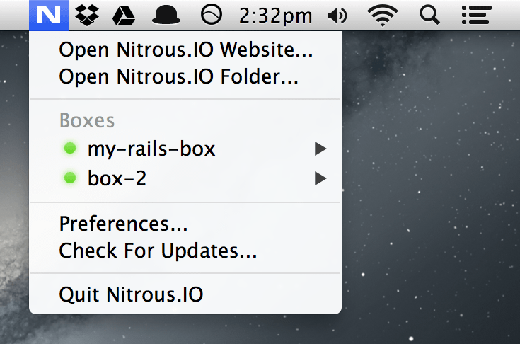 N 2:32pm
Open Nitrous.IO Website...
Open Nitrous.IO Folder...
Boxes
my-rails-box
box-2
Preferences...
Check For Updates...
Quit Nitrous.IO